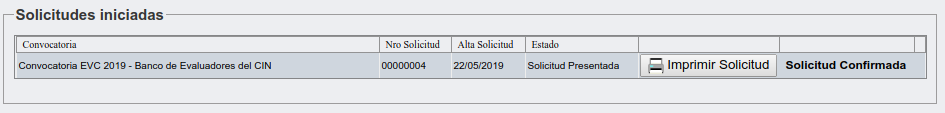 Solicitudes iniciadas
Convocatoria Nro Solicitud Alta Solicitud Estado
Convocatoria EVC 2019 - Banco de Evaluadores del CIN 00000004 22/05/2019 Solicitud Presentada Imprimir Solicitud Solicitud Confirmada